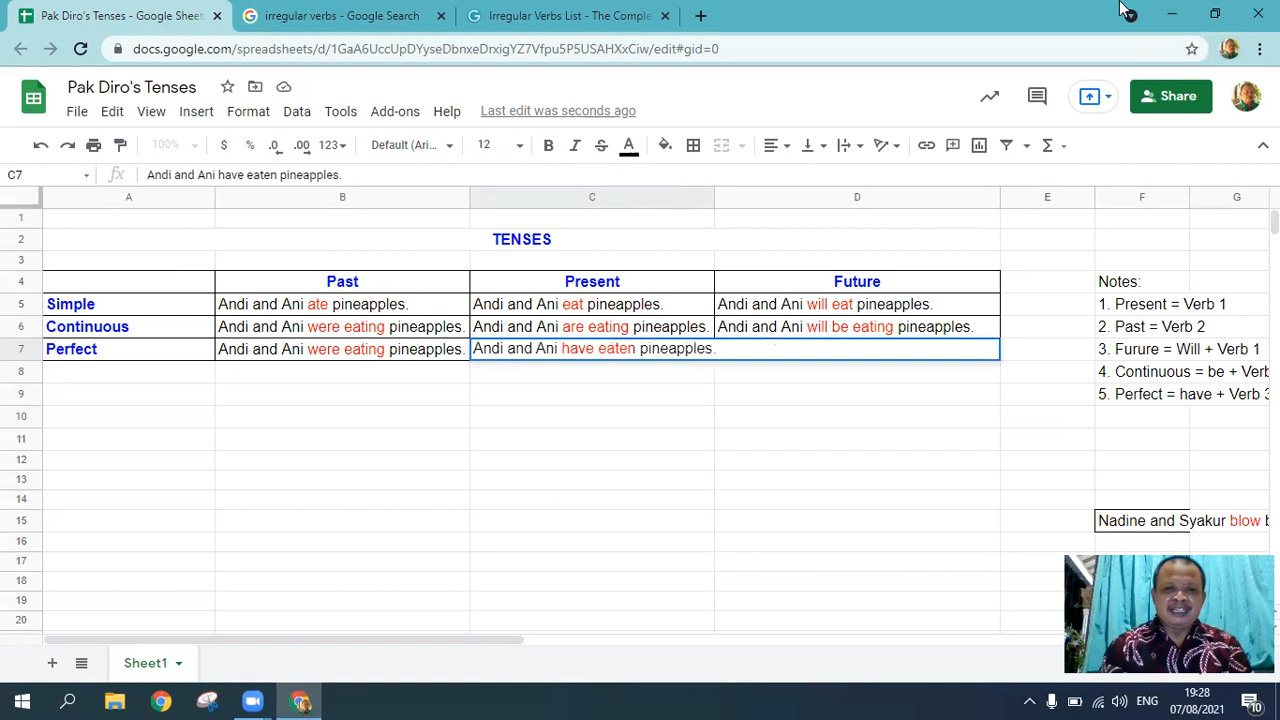 Pak Diro's Tenses - Google Sheet
irregular verbs - Google Search
Irregular Verbs List - The Comple
docs.google.com/spreadsheets/d/1GaA6UccUpDYyseDbnxeDrxigYZ7Vfpu5P5USAHXxCiw/edit#gid=0
Pak Diro's Tenses
File Edit View Insert Format Data Tools Add-ons Help Last edit was seconds ago
Share
100% $ % .0 .00 123 Default (Ari... 12
C7 fx Andi and Ani have eaten pineapples.
A B C D E F G
1
2 TENSES
3
4 Past Present Future Notes:
5 Simple Andi and Ani ate pineapples. Andi and Ani eat pineapples. Andi and Ani will eat pineapples. 1. Present = Verb 1
6 Continuous Andi and Ani were eating pineapples. Andi and Ani are eating pineapples. Andi and Ani will be eating pineapples. 2. Past = Verb 2
7 Perfect Andi and Ani were eating pineapples. Andi and Ani have eaten pineapples. 3. Furure = Will + Verb 1
8 4. Continuous = be + Verb
9 5. Perfect = have + Verb 3
10
11
12
13
14
15 Nadine and Syakur blow b
16
17
18
19
20
Sheet1
ENG
19:28
07/08/2021
10